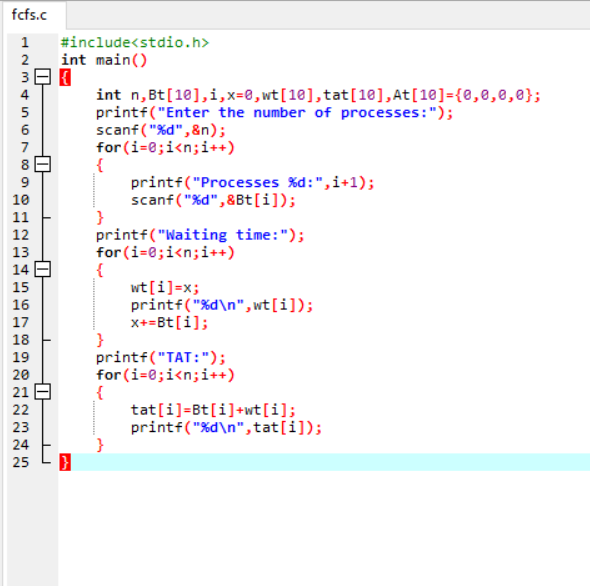 fcfs.c
1 #include<stdio.h>
2 int main()
3 {
4 int n,Bt[10],i,x=0,wt[10],tat[10],At[10]={0,0,0,0};
5 printf("Enter the number of processes:");
6 scanf("%d",&n);
7 for(i=0;i<n;i++)
8 {
9 printf("Processes %d:",i+1);
10 scanf("%d",&Bt[i]);
11 }
12 printf("Waiting time:");
13 for(i=0;i<n;i++)
14 {
15 wt[i]=x;
16 printf("%d\n",wt[i]);
17 x+=Bt[i];
18 }
19 printf("TAT:");
20 for(i=0;i<n;i++)
21 {
22 tat[i]=Bt[i]+wt[i];
23 printf("%d\n",tat[i]);
24 }
25 }